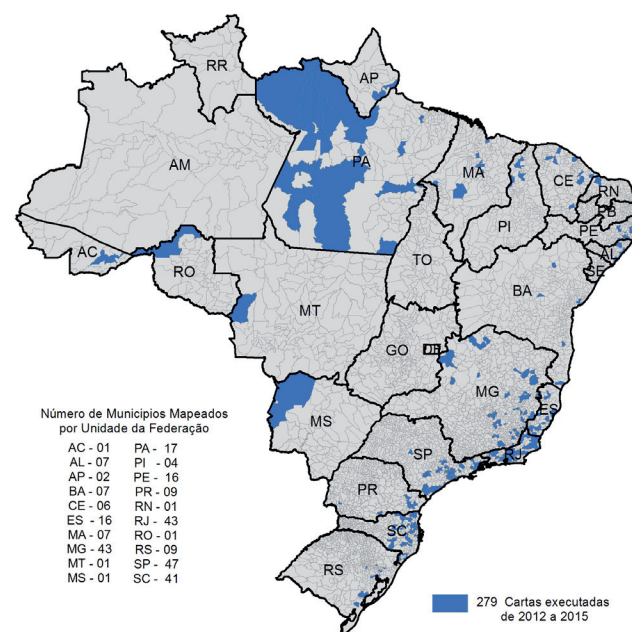 RR
AP
AM
PA
MA
CE
RN
PB
PE
PI
AL
SE
AC
RO
TO
BA
MT
GO
DF
MG
ES
MS
SP
RJ
PR
SC
RS
Número de Municipios Mapeados
por Unidade da Federação
AC - 01 PA - 17
AL - 07 PI - 04
AP - 02 PE - 16
BA - 07 PR - 09
CE - 06 RN - 01
ES - 16 RJ - 43
MA - 07 RO - 01
MG - 43 RS - 09
MT - 01 SP - 47
MS - 01 SC - 41
279 Cartas executadas
de 2012 a 2015